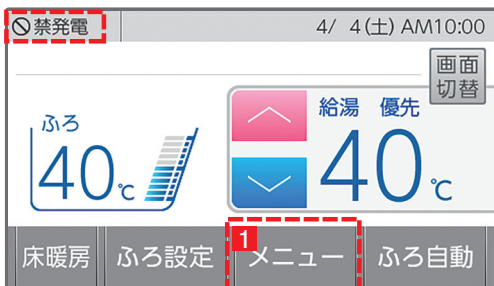 禁発電 4/ 4(土) AM10:00
画面
切替
ふろ
40℃
給湯 優先
40℃
1
床暖房 ふろ設定 メニュー ふろ自動